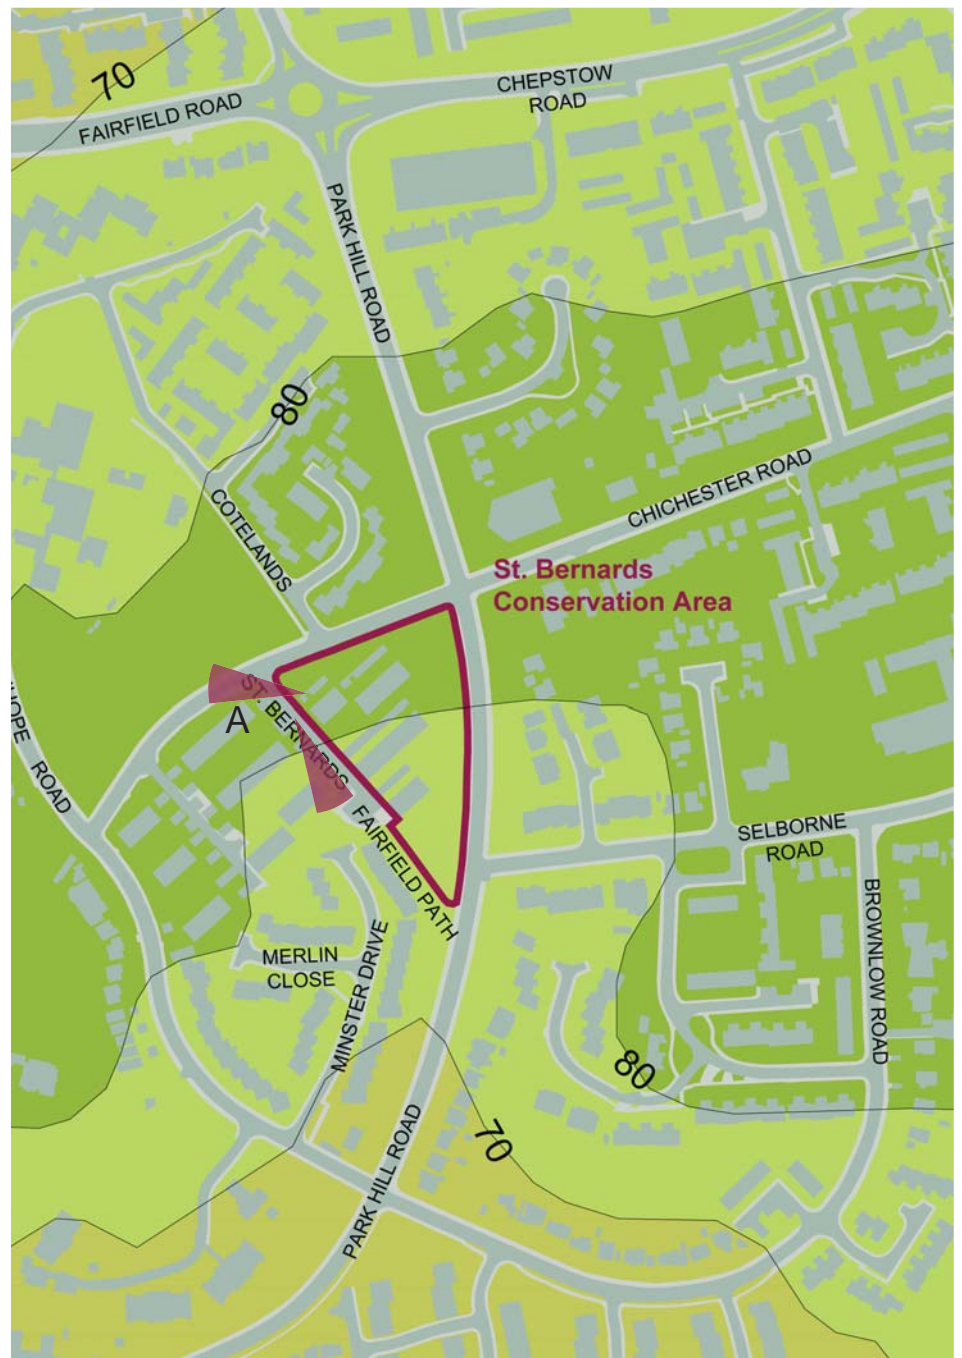 70
FAIRFIELD ROAD
CHEPSTOW
ROAD
PARK HILL ROAD
80
COTELANDS
CHICHESTER ROAD
St. Bernards
Conservation Area
ST. BERNARDS
A
ROAD
FAIRFIELD PATH
SELBORNE
ROAD
MERLIN
CLOSE
MINSTER DRIVE
BROWNLOW ROAD
80
70
PARK HILL ROAD